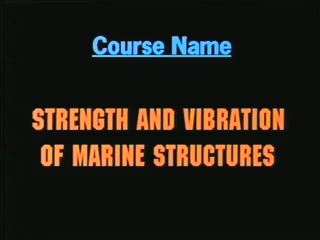 Course Name
STRENGTH AND VIBRATION
OF MARINE STRUCTURES